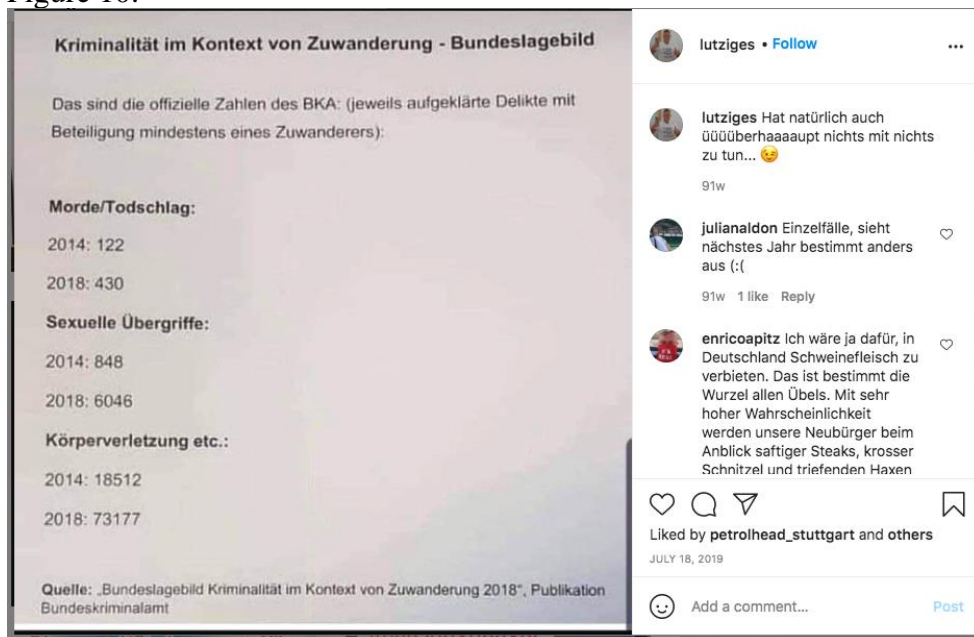 Figure 10.
Kriminalität im Kontext von Zuwanderung - Bundeslagebild
Das sind die offizielle Zahlen des BKA: (jeweils aufgeklärte Delikte mit
Beteiligung mindestens eines Zuwanderers):
Morde/Todschlag:
2014: 122
2018: 430
Sexuelle Übergriffe:
2014: 848
2018: 6046
Körperverletzung etc.:
2014: 18512
2018: 73177
Quelle: „Bundeslagebild Kriminalität im Kontext von Zuwanderung 2018“, Publikation
Bundeskriminalamt
lutziges • Follow
lutziges Hat natürlich auch
üüüüberhaaaaupt nichts mit nichts
zu tun... 😉
91w
julianaldon Einzelfälle, sieht
nächstes Jahr bestimmt anders
aus (:(
91w 1 like Reply
enricoapitz Ich wäre ja dafür, in
Deutschland Schweinefleisch zu
verbieten. Das ist bestimmt die
Wurzel allen Übels. Mit sehr
hoher Wahrscheinlichkeit
werden unsere Neubürger beim
Anblick saftiger Steaks, krosser
Schnitzel und triefenden Haxen
Liked by petrolhead_stuttgart and others
JULY 18, 2019
Add a comment... Post